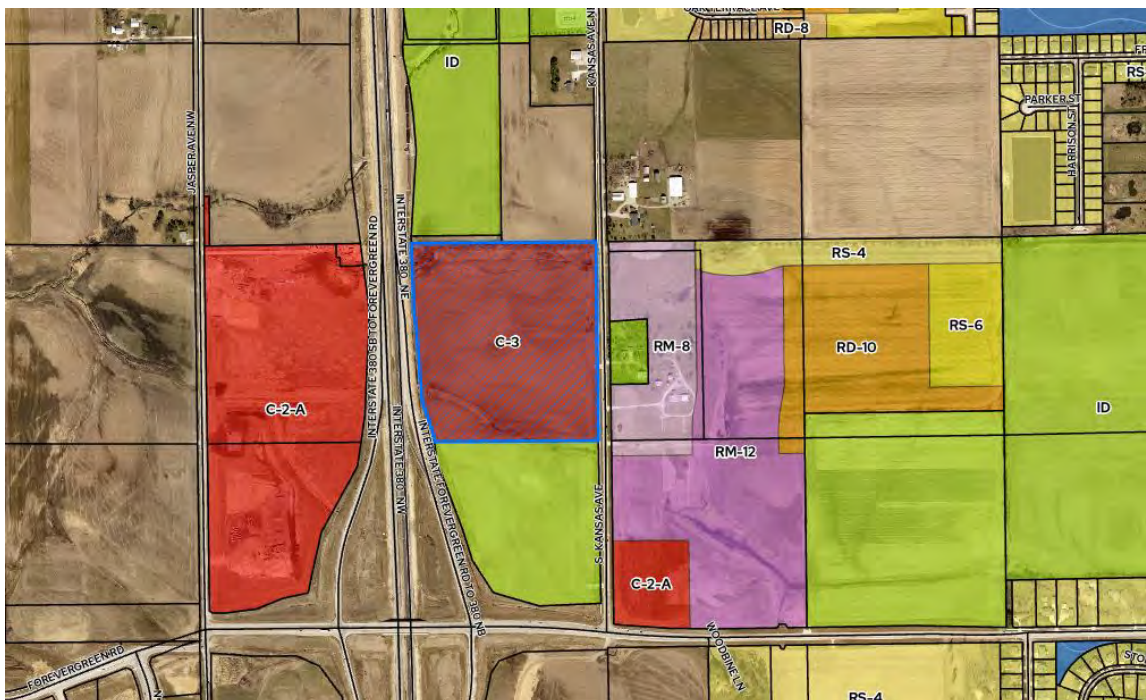 RD-8
ID
KANSAS AVE NE
FR
RS
PARKER ST
HARRISON ST
JASPER AVE NW
INTERSTATE 380 SB TO FOREVERGREEN RD
INTERSTATE 380 NE
RS-4
C-3
RM-8
RD-10
RS-6
C-2-A
ID
INTERSTATE 380 NW
INTERSTATE FOREVERGREEN RD TO 380 NB
RM-12
S KANSAS AVE
C-2-A
WOODBINE LN
FOREVERGREEN RD
N
STO
RS-4